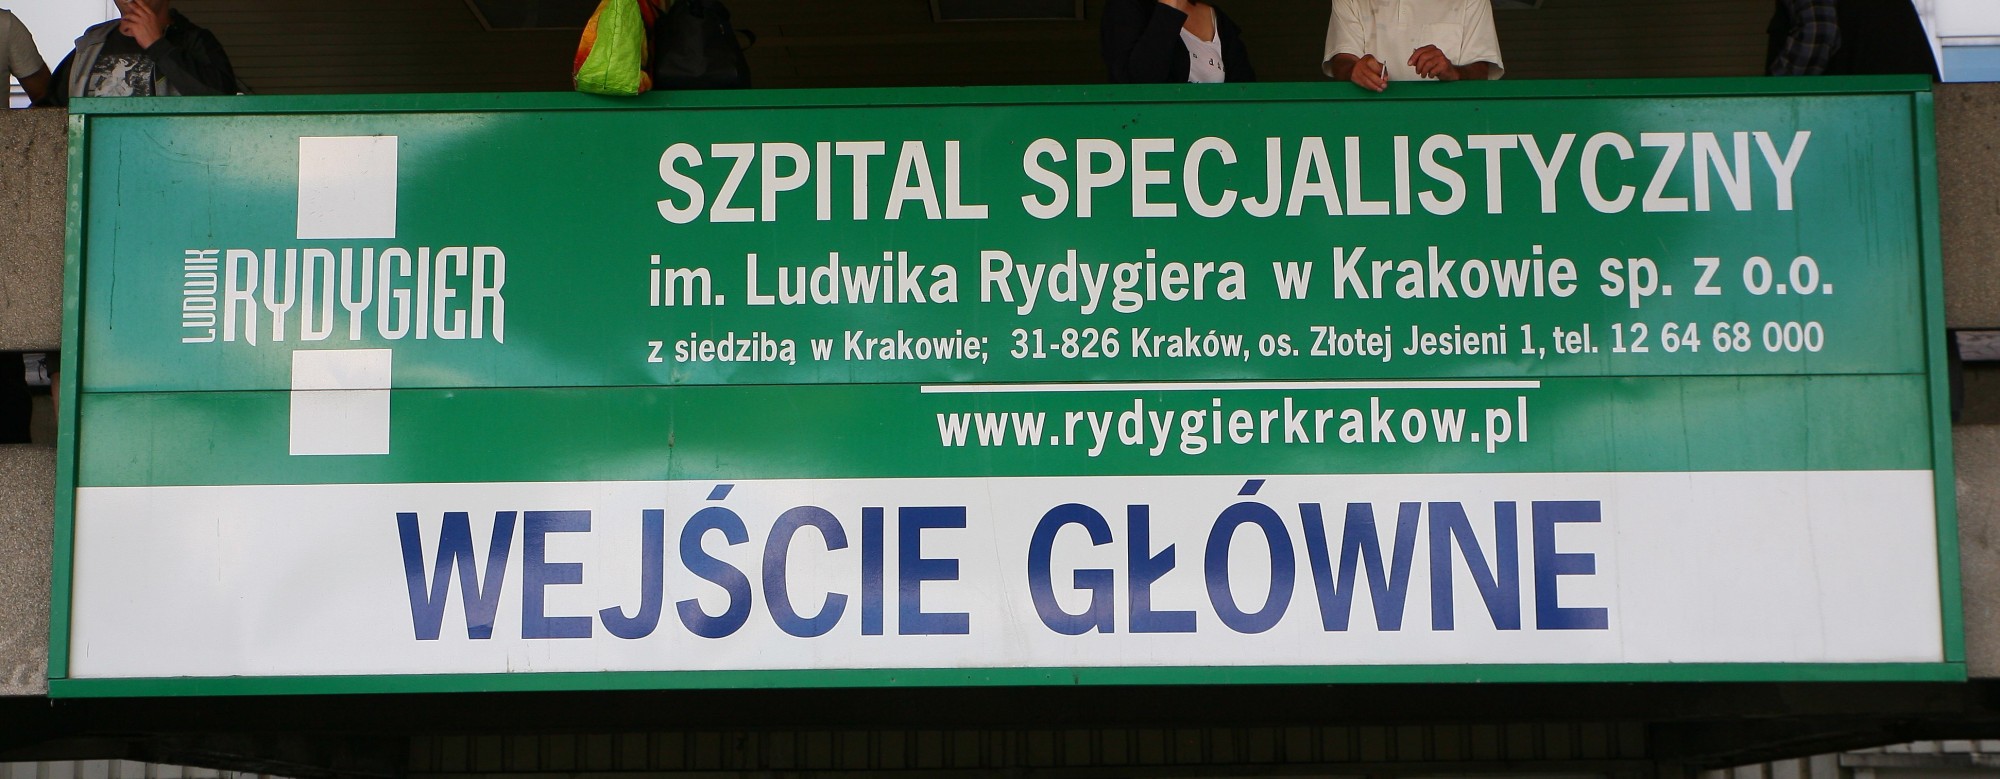 LUDWIK RYDYGIER
SZPITAL SPECJALISTYCZNY
im. Ludwika Rydygiera w Krakowie sp. z o.o.
z siedzibą w Krakowie; 31-826 Kraków, os. Złotej Jesieni 1, tel. 12 64 68 000
www.rydygierkrakow.pl
WEJŚCIE GŁÓWNE